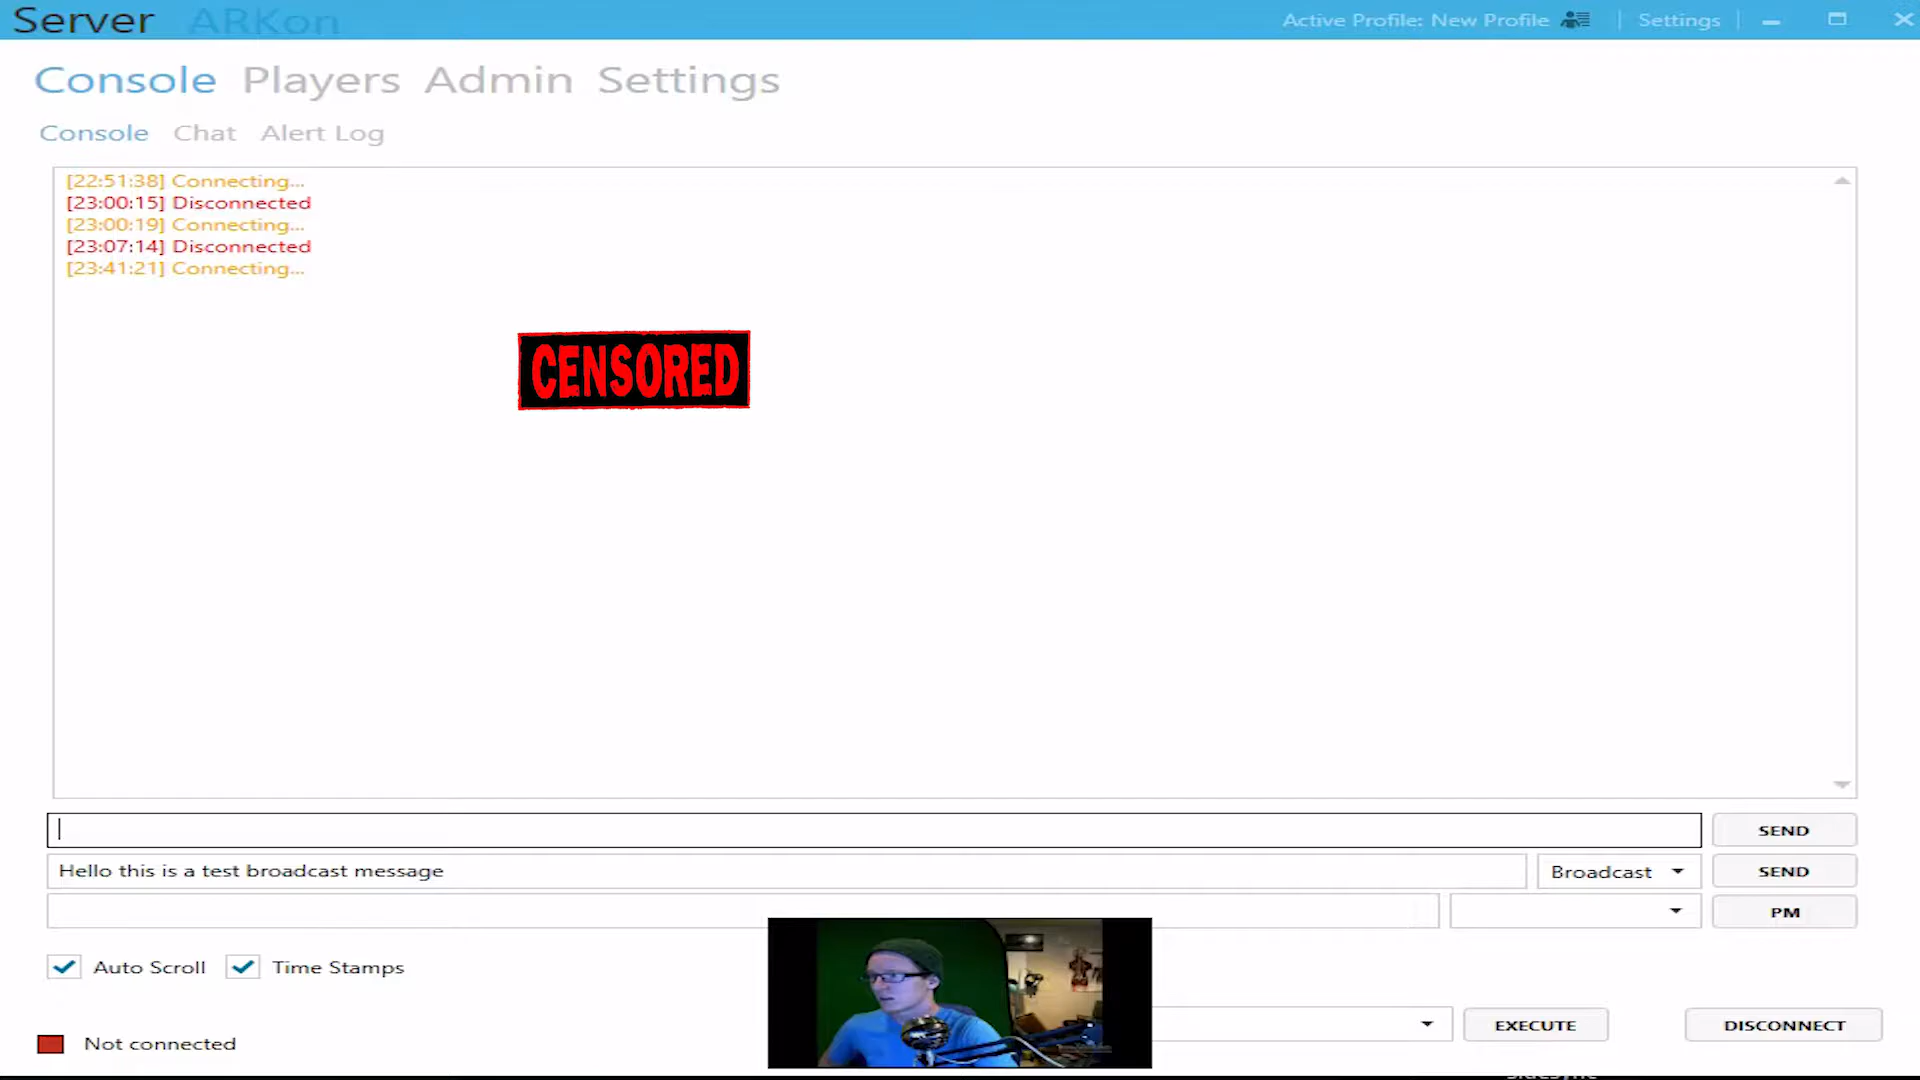 Server ARKon
Active Profile: New Profile
Settings
Console Players Admin Settings
Console Chat Alert Log
[22:51:38] Connecting...
[23:00:15] Disconnected
[23:00:19] Connecting...
[23:07:14] Disconnected
[23:41:21] Connecting...
CENSORED
SEND
Hello this is a test broadcast message
Broadcast
SEND
PM
Auto Scroll
Time Stamps
EXECUTE
DISCONNECT
Not connected